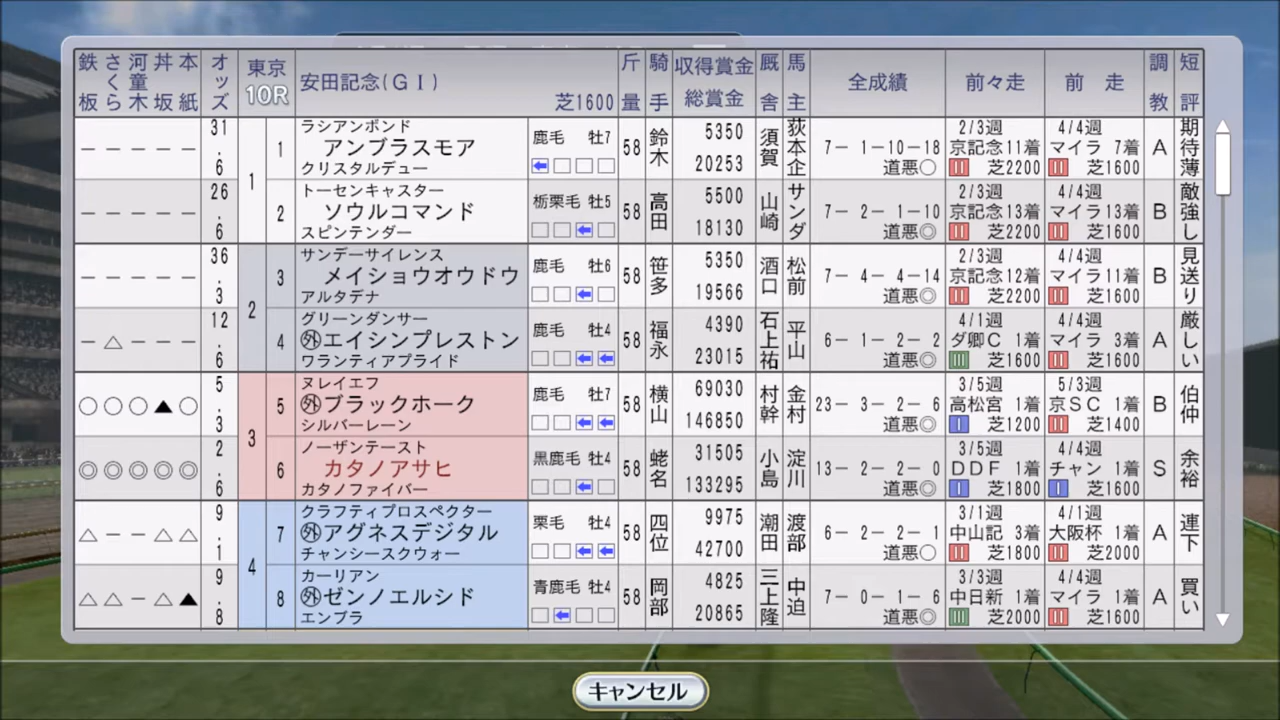 鉄板 さくら 河童木 丼坂 本紙 オッズ 東京10R 安田記念(GⅠ) 芝1600 斤量 騎手 収得賞金 総賞金 厩舎 馬主 全成績 前々走 前 走 調教 短評
－－－－－ 31.6 1 1 ラシアンボンド 鹿毛 牡7 58 鈴木 5350 須賀 荻本企 7－ 1－10－18 2/3週 4/4週 A 期待薄
アンブラスモア 京記念11着 マイラ 7着
クリスタルデュー 20253 道悪○ Ⅱ 芝2200 Ⅱ 芝1600
－－－－－ 26.6 2 トーセンキャスター 栃栗毛 牡5 58 高田 5500 山崎 サンダ 7－ 2－ 1－10 2/3週 4/4週 B 敵強し
ソウルコマンド 京記念13着 マイラ13着
スピンテンダー 18130 道悪◎ Ⅱ 芝2200 Ⅱ 芝1600
－－－－－ 36.3 2 3 サンデーサイレンス 鹿毛 牡6 58 笹多 5350 酒口 松前 7－ 4－ 4－14 2/3週 4/4週 B 見送り
メイショウオウドウ 京記念12着 マイラ11着
アルタデナ 19566 道悪◎ Ⅱ 芝2200 Ⅱ 芝1600
－△－－－ 12.6 4 グリーンダンサー 鹿毛 牡4 58 福永 4390 石上祐 平山 6－ 1－ 2－ 2 4/1週 4/4週 A 厳しい
外エイシンプレストン ダ卿C 1着 マイラ 3着
ワランティアプライド 23015 道悪◎ Ⅲ 芝1600 Ⅱ 芝1600
○○○▲○ 5.3 3 5 ヌレイエフ 鹿毛 牡7 58 横山 69030 村幹 金村 23－ 3－ 2－ 6 3/5週 5/3週 B 伯仲
外ブラックホーク 高松宮 1着 京SC 1着
シルバーレーン 146850 道悪◎ Ⅰ 芝1200 Ⅱ 芝1400
◎◎◎◎◎ 2.6 6 ノーザンテースト 黒鹿毛 牡4 58 蛯名 31505 小島 淀川 13－ 2－ 2－ 0 3/5週 4/4週 S 余裕
カタノアサヒ DDF 1着 チャン 1着
カタノファイバー 133295 道悪◎ Ⅰ 芝1800 Ⅰ 芝1600
△－－△△ 9.1 4 7 クラフティプロスペクター 栗毛 牡4 58 四位 9975 潮田 渡部 6－ 2－ 2－ 1 3/1週 4/1週 A 連下
外アグネスデジタル 中山記 3着 大阪杯 1着
チャンシースクウォー 42700 道悪○ Ⅱ 芝1800 Ⅱ 芝2000
△△－△▲ 9.8 8 カーリアン 青鹿毛 牡4 58 岡部 4825 三上隆 中迫 7－ 0－ 1－ 6 3/3週 4/4週 A 買い
外ゼンノエルシド 中日新 1着 マイラ 1着
エンブラ 20865 道悪◎ Ⅲ 芝2000 Ⅱ 芝1600
キャンセル